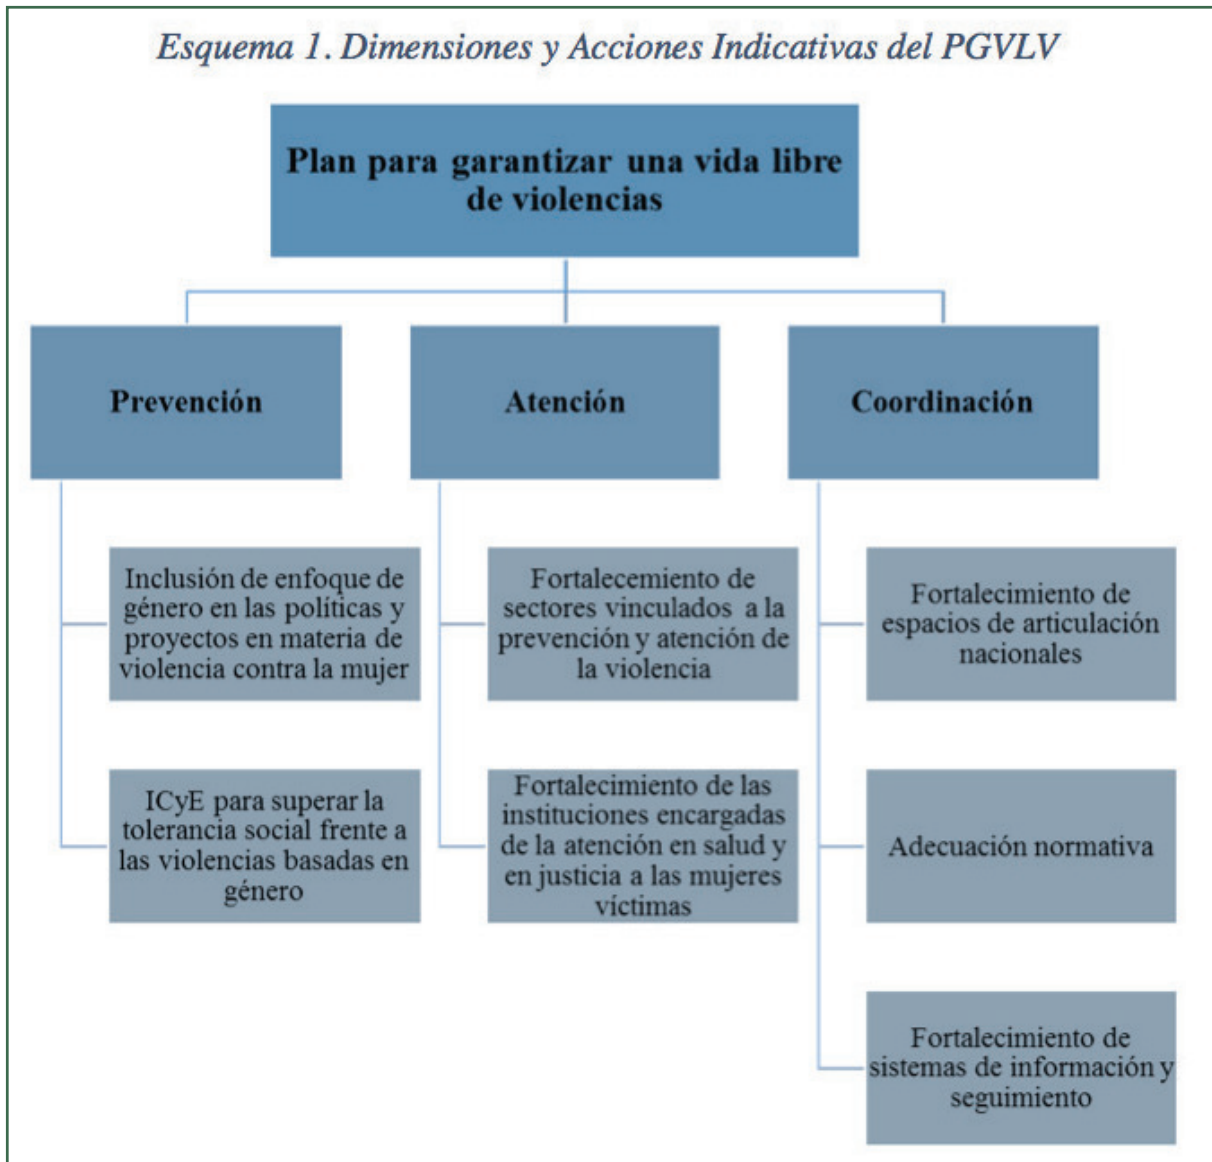 Esquema 1. Dimensiones y Acciones Indicativas del PGVLV
Plan para garantizar una vida libre
de violencias
Prevención
Atención
Coordinación
Inclusión de enfoque de
género en las políticas y
proyectos en materia de
violencia contra la mujer
Fortalecemiento de
sectores vinculados a la
prevención y atención de
la violencia
Fortalecimiento de
espacios de articulación
nacionales
ICyE para superar la
tolerancia social frente a
las violencias basadas en
género
Fortalecimiento de las
instituciones encargadas
de la atención en salud y
en justicia a las mujeres
víctimas
Adecuación normativa
Fortalecimiento de
sistemas de información y
seguimiento